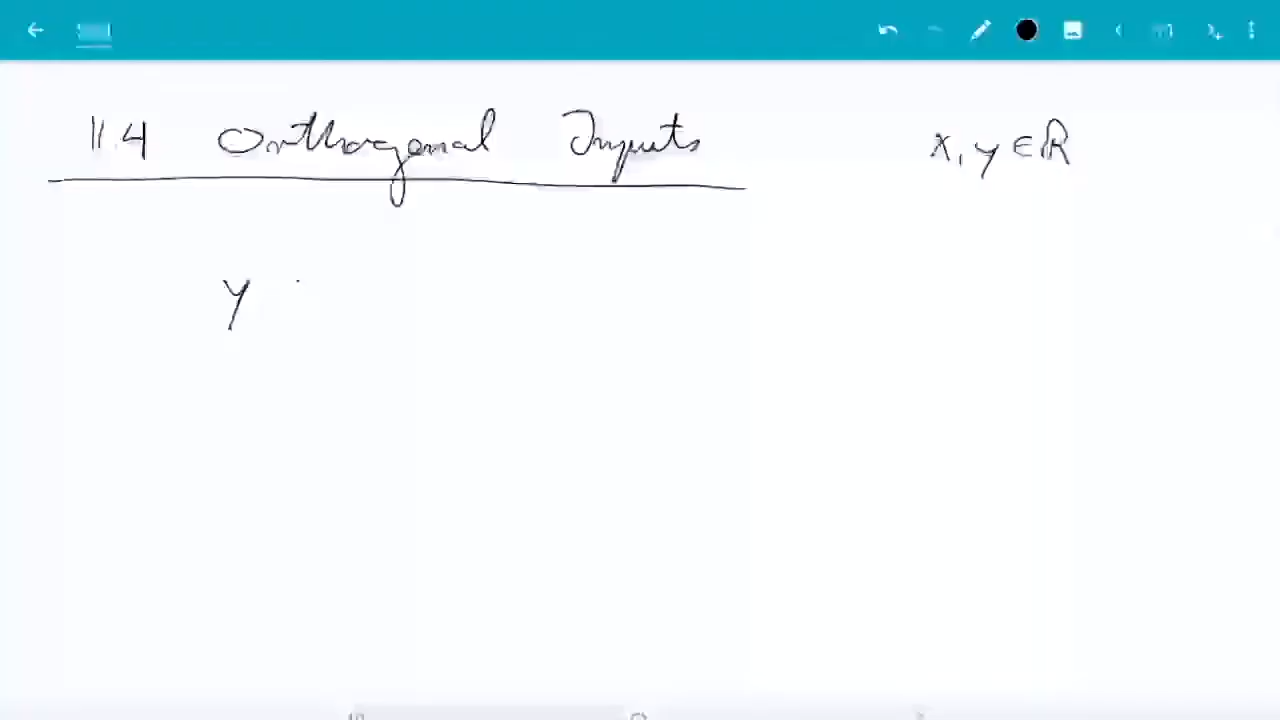 11.4 Orthogonal Inputs
x, y ∈ ℝ
y